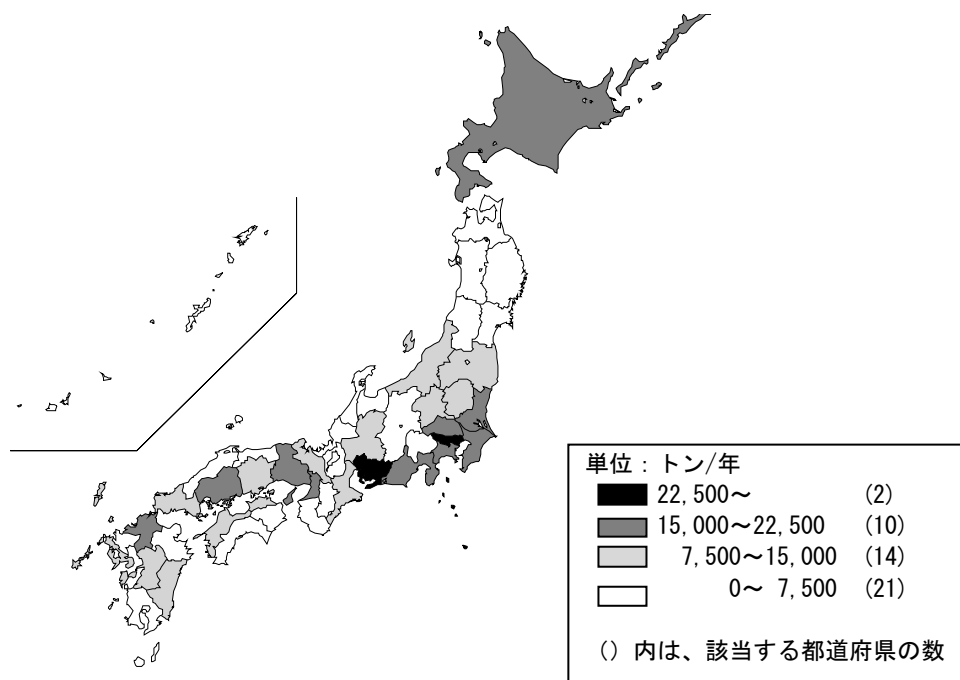 単位：トン/年
22,500～ (2)
15,000～22,500 (10)
7,500～15,000 (14)
0～ 7,500 (21)
() 内は、該当する都道府県の数